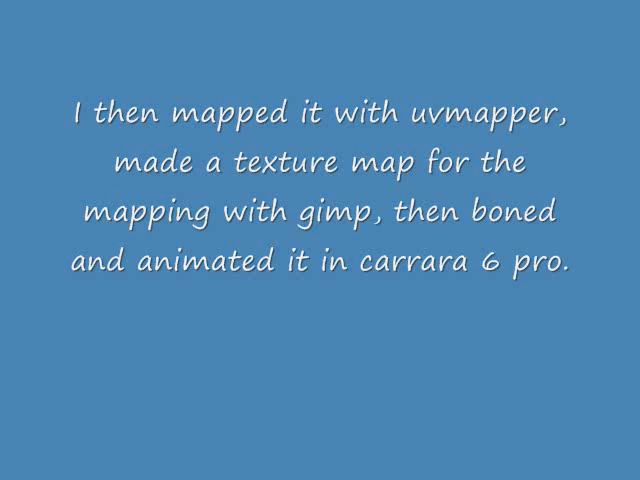 I then mapped it with uvmapper,
made a texture map for the
mapping with gimp, then boned
and animated it in carrara 6 pro.